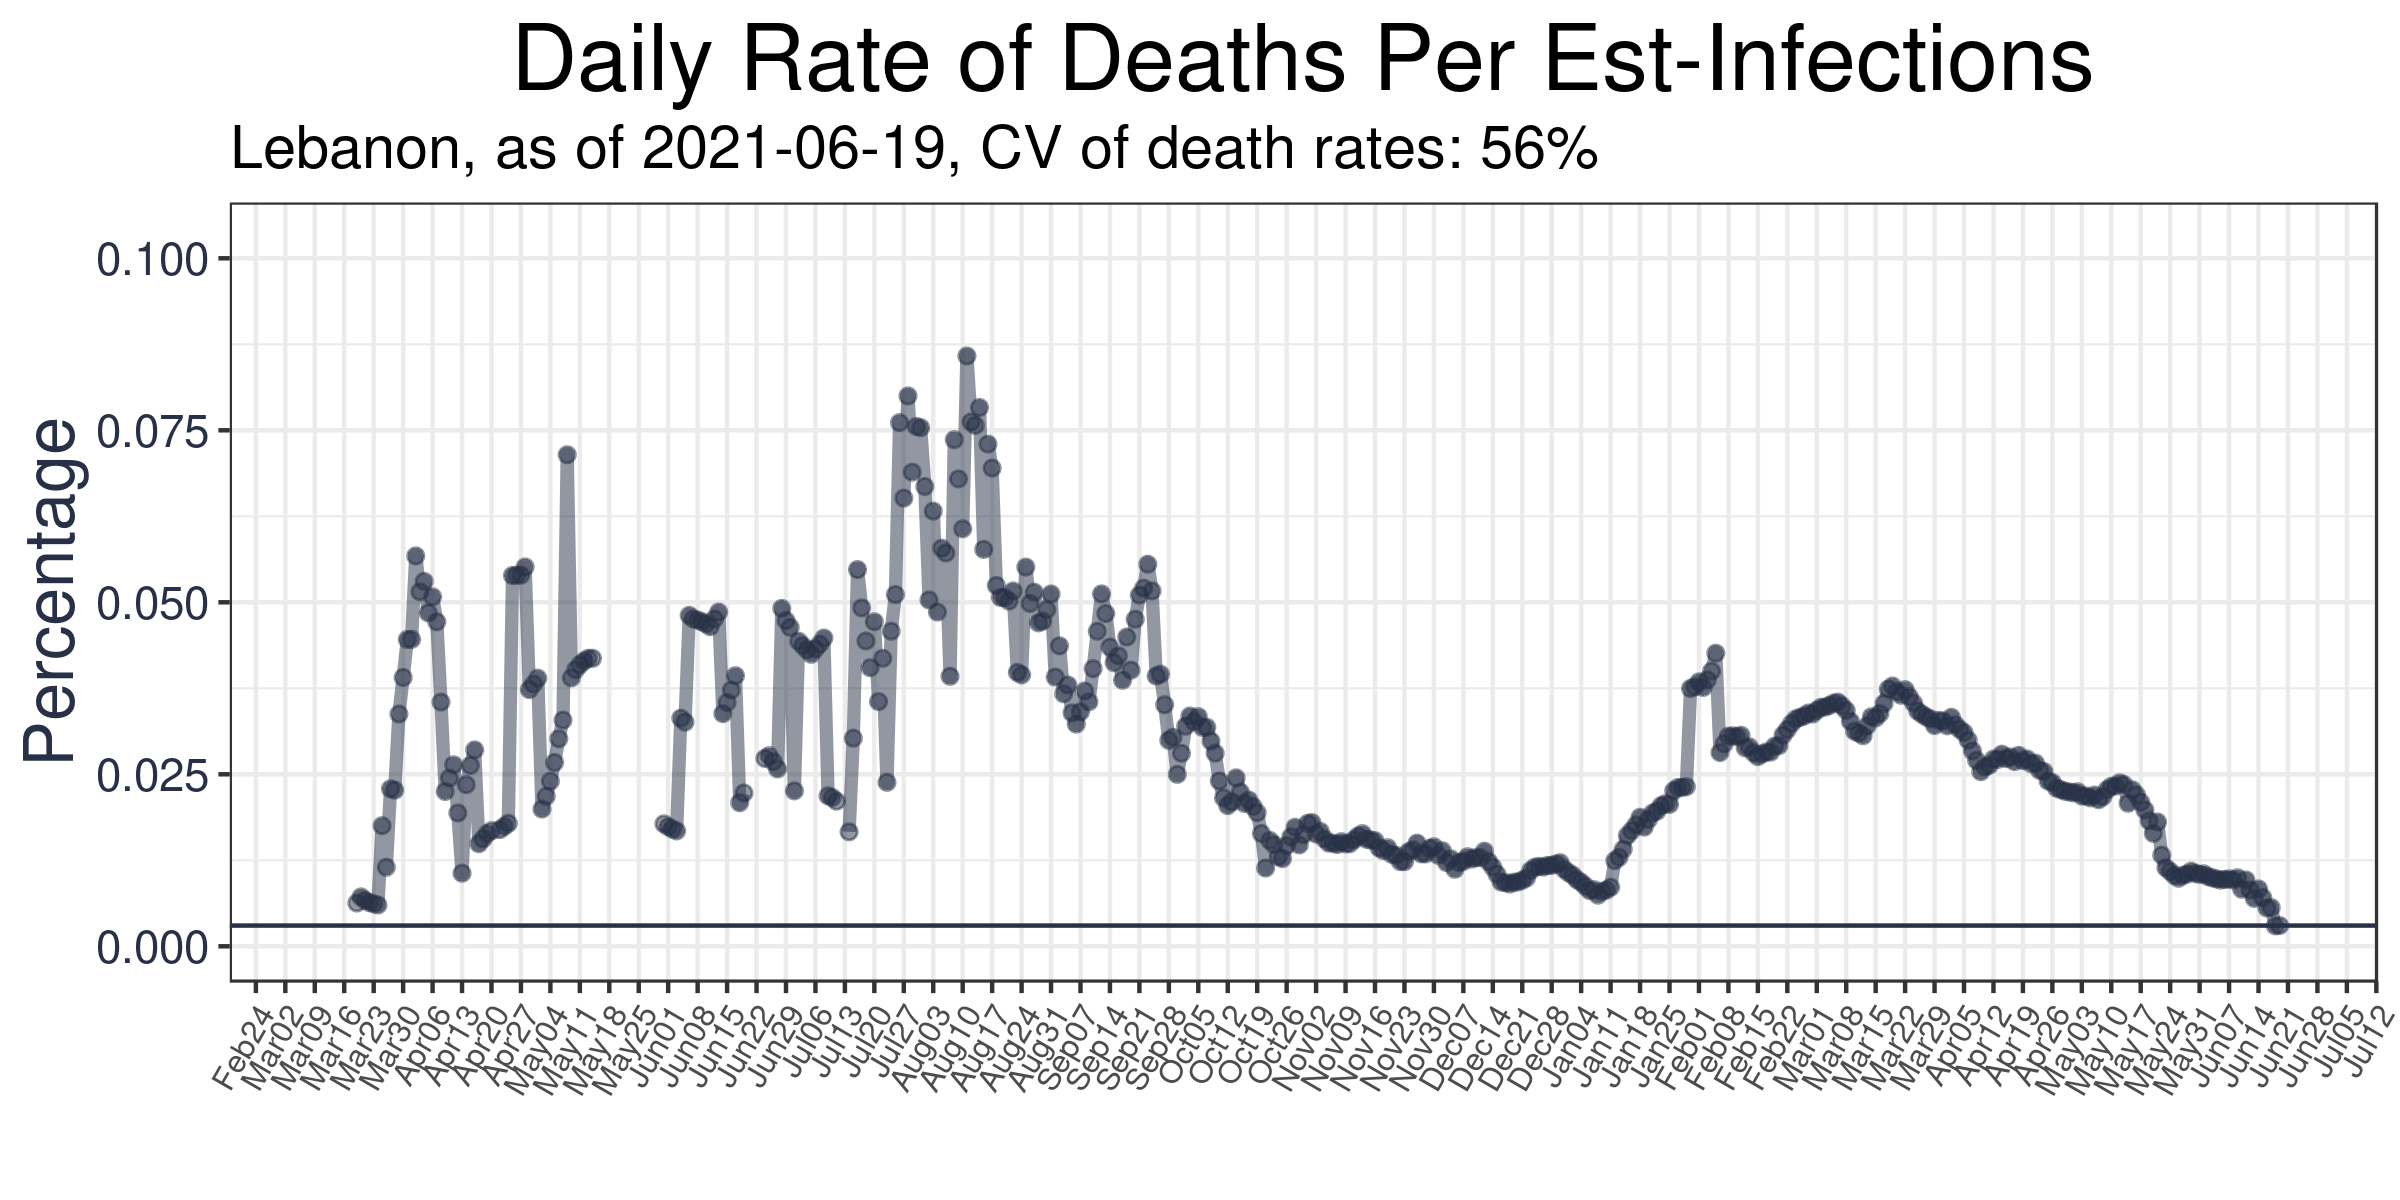 Daily Rate of Deaths Per Est-Infections
Lebanon, as of 2021-06-19, CV of death rates: 56%
Percentage
0.100
0.075
0.050
0.025
0.000
Feb24
Mar02
Mar09
Mar16
Mar23
Mar30
Apr06
Apr13
Apr20
Apr27
May04
May11
May18
May25
Jun01
Jun08
Jun15
Jun22
Jun29
Jul06
Jul13
Jul20
Jul27
Aug03
Aug10
Aug17
Aug24
Aug31
Sep07
Sep14
Sep21
Sep28
Oct05
Oct12
Oct19
Oct26
Nov02
Nov09
Nov16
Nov23
Nov30
Dec07
Dec14
Dec21
Dec28
Jan04
Jan11
Jan18
Jan25
Feb01
Feb08
Feb15
Feb22
Mar01
Mar08
Mar15
Mar22
Mar29
Apr05
Apr12
Apr19
Apr26
May03
May10
May17
May24
May31
Jun07
Jun14
Jun21
Jun28
Jul05
Jul12